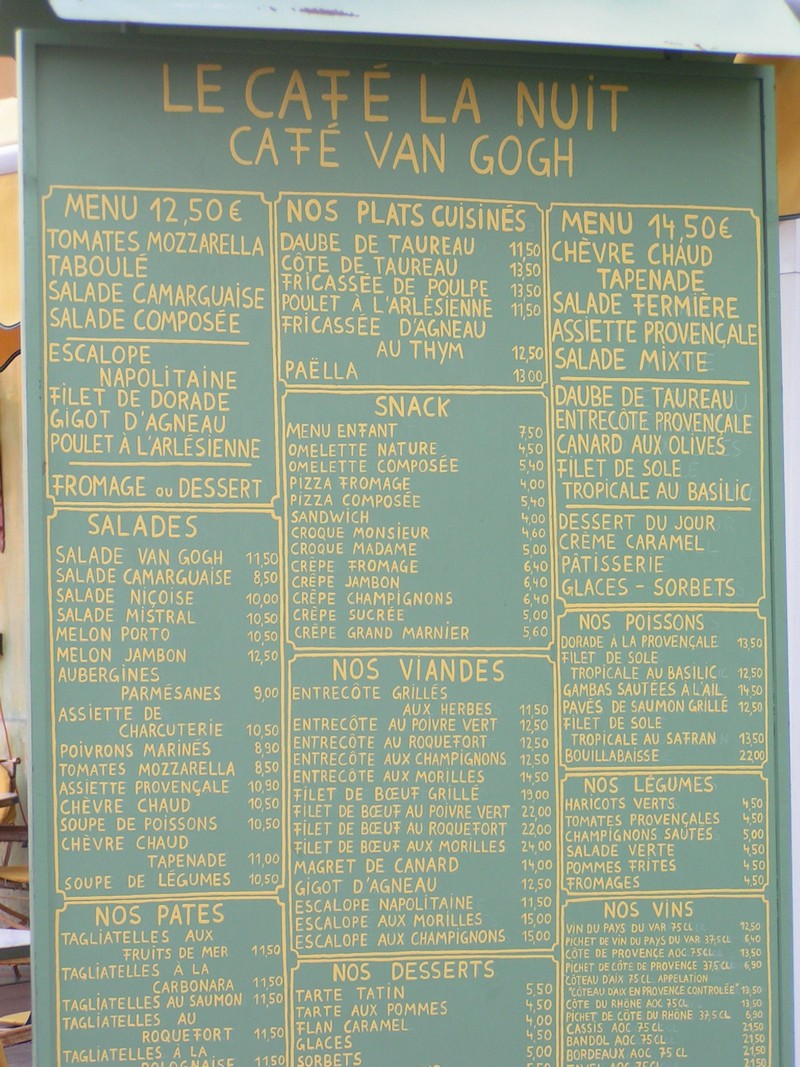 LE CAFÉ LA NUIT
CAFÉ VAN GOGH
MENU 12,50 €
TOMATES MOZZARELLA
TABOULÉ
SALADE CAMARGUAISE
SALADE COMPOSÉE
ESCALOPE
NAPOLITAINE
FILET DE DORADE
GIGOT D'AGNEAU
POULET À L'ARLÉSIENNE
FROMAGE ou DESSERT
SALADES
SALADE VAN GOGH 11,50
SALADE CAMARGUAISE 8,50
SALADE NIÇOISE 10,00
SALADE MISTRAL 10,50
MELON PORTO 10,50
MELON JAMBON 12,50
AUBERGINES
PARMÉSANES 9,00
ASSIETTE DE
CHARCUTERIE 10,50
POIVRONS MARINÉS 8,90
TOMATES MOZZARELLA 8,50
ASSIETTE PROVENÇALE 10,90
CHÈVRE CHAUD 10,50
SOUPE DE POISSONS 10,50
CHÈVRE CHAUD
TAPENADE 11,00
SOUPE DE LÉGUMES 10,50
NOS PATES
TAGLIATELLES AUX
FRUITS DE MER 11,50
TAGLIATELLES À LA
CARBONARA 11,50
TAGLIATELLES AU SAUMON 11,50
TAGLIATELLES AU
ROQUEFORT 11,50
TAGLIATELLES À LA
BOLOGNAISE 11,50
NOS PLATS CUISINÉS
DAUBE DE TAUREAU 11,50
CÔTE DE TAUREAU 13,50
FRICASSÉE DE POULPE 13,50
POULET À L'ARLÉSIENNE 11,50
FRICASSÉE D'AGNEAU
AU THYM 12,50
PAËLLA 13 00
SNACK
MENU ENFANT 7,50
OMELETTE NATURE 4,50
OMELETTE COMPOSÉE 5,40
PIZZA FROMAGE 4,00
PIZZA COMPOSÉE 5,40
SANDWICH 4,00
CROQUE MONSIEUR 4,60
CROQUE MADAME 5,00
CRÊPE FROMAGE 6,40
CRÊPE JAMBON 6,40
CRÊPE CHAMPIGNONS 6,40
CRÊPE SUCRÉE 5,00
CRÊPE GRAND MARNIER 5,60
NOS VIANDES
ENTRECÔTE GRILLÉS
AUX HERBES 11,50
ENTRECÔTE AU POIVRE VERT 12,50
ENTRECÔTE AU ROQUEFORT 12,50
ENTRECÔTE AUX CHAMPIGNONS 12,50
ENTRECÔTE AUX MORILLES 14,50
FILET DE BŒUF GRILLÉ 19,00
FILET DE BŒUF AU POIVRE VERT 22,00
FILET DE BŒUF AU ROQUEFORT 22,00
FILET DE BŒUF AUX MORILLES 24,00
MAGRET DE CANARD 14,00
GIGOT D'AGNEAU 12,50
ESCALOPE NAPOLITAINE 11,50
ESCALOPE AUX MORILLES 15,00
ESCALOPE AUX CHAMPIGNONS 15,00
NOS DESSERTS
TARTE TATIN 5,50
TARTE AUX POMMES 4,50
FLAN CARAMEL 4,00
GLACES 4,50
SORBETS 5,00
MENU 14,50€
CHÈVRE CHAUD
TAPENADE
SALADE FERMIÈRE
ASSIETTE PROVENÇALE
SALADE MIXTE
DAUBE DE TAUREAU
ENTRECÔTE PROVENÇALE
CANARD AUX OLIVES
FILET DE SOLE
TROPICALE AU BASILIC
DESSERT DU JOUR
CRÈME CARAMEL
PÂTISSERIE
GLACES - SORBETS
NOS POISSONS
DORADE À LA PROVENÇALE 13,50
FILET DE SOLE
TROPICALE AU BASILIC 12,50
GAMBAS SAUTÉES À L'AIL 14,50
PAVÉS DE SAUMON GRILLÉ 12,50
FILET DE SOLE
TROPICALE AU SAFRAN 13,50
BOUILLABAISSE 22,00
NOS LÉGUMES
HARICOTS VERTS 4,50
TOMATES PROVENÇALES 4,50
CHAMPIGNONS SAUTÉS 5,00
SALADE VERTE 4,50
POMMES FRITES 4,50
FROMAGES 4,50
NOS VINS
VIN DU PAYS DU VAR 75CL 12,50
PICHET DE VIN DU PAYS DU VAR 37,5CL 6,40
CÔTE DE PROVENCE AOC 75CL 13,50
PICHET DE CÔTE DE PROVENCE 37,5CL 6,90
CÔTEAU D'AIX 75CL APPELATION
"CÔTEAU D'AIX EN PROVENCE CONTROLÉE" 13,50
CÔTE DU RHÔNE AOC 75CL 13,50
PICHET DE CÔTE DU RHÔNE 37,5CL 6,90
CASSIS AOC 75CL 21,50
BANDOL AOC 75CL 21,50
BORDEAUX AOC 75 CL 21,50